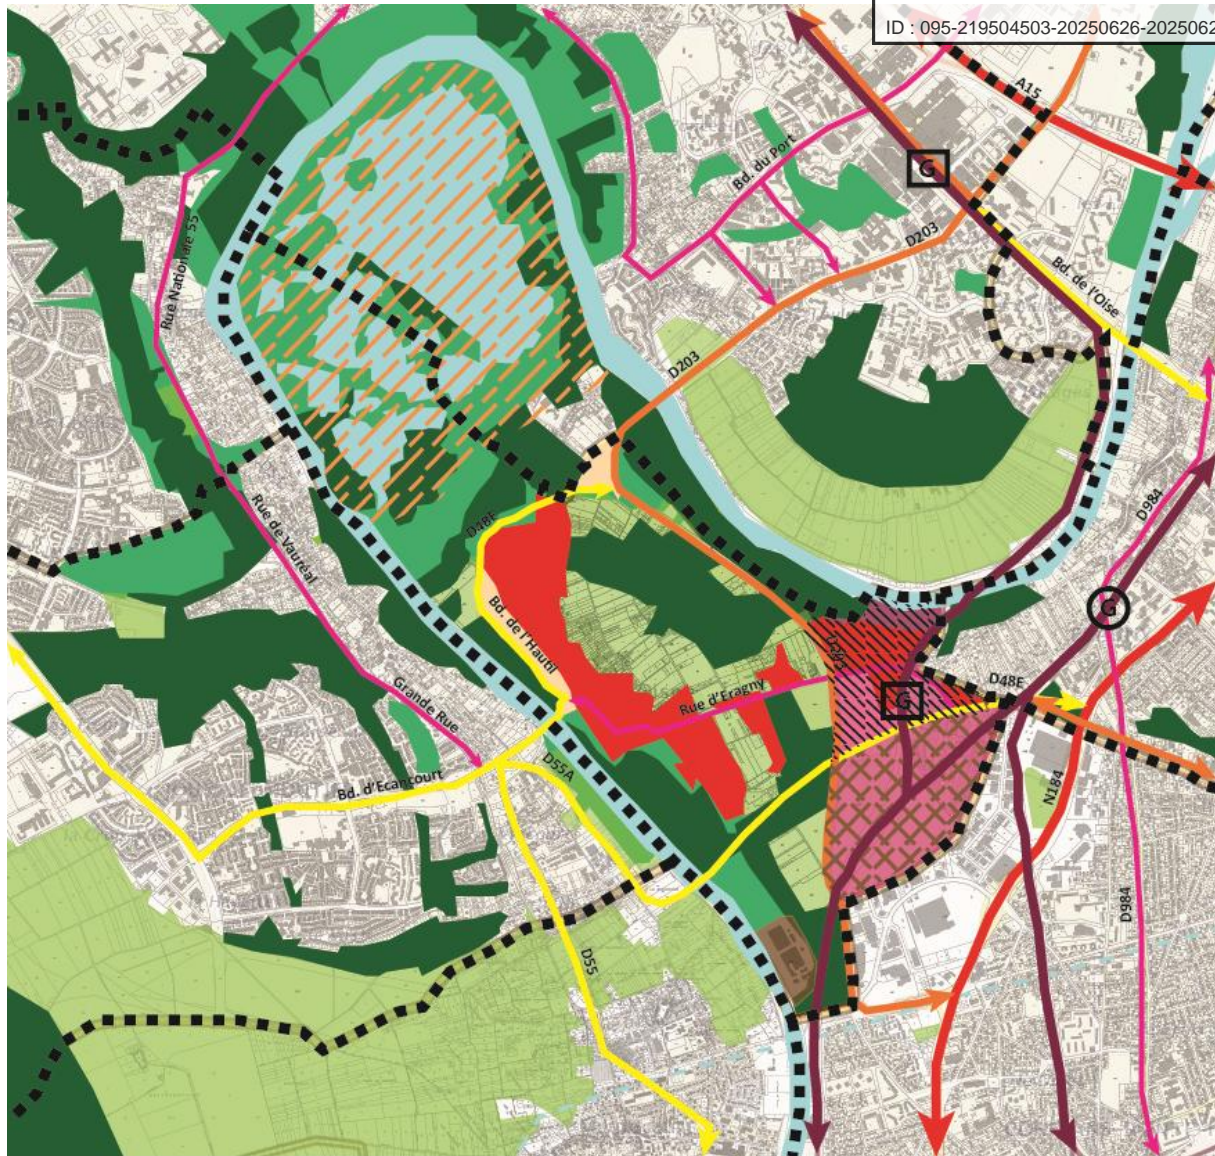 ID : 095-219504503-20250626-2025062
A15
G
Bd. du Port
D203
Bd. de l'Oise
Rue Nationale 55
D203
D984
D48E
Rue de Vauréal
Bd. de l'Hautil
G
Grande Rue
Rue d'Eragny
G
D48E
D55A
Bd. d'Ecancourt
N184
D984
D55